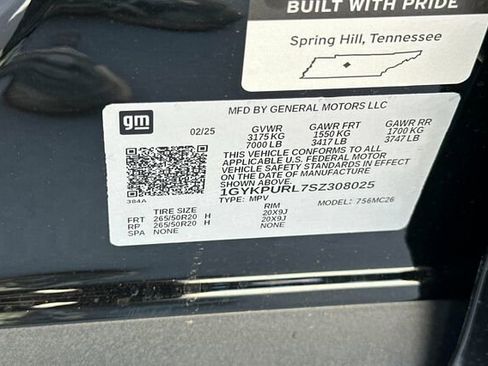 BUILT WITH PRIDE
Spring Hill, Tennessee
gm
MFD BY GENERAL MOTORS LLC
02/25 GVWR GAWR FRT GAWR RR
3175 KG 1550 KG 1700 KG
7000 LB 3417 LB 3747 LB
THIS VEHICLE CONFORMS TO ALL
APPLICABLE U.S. FEDERAL MOTOR
VEHICLE SAFETY STANDARDS IN EFFECT
ON THE DATE OF MANUFACTURE
SHOWN ABOVE.
1GYKPURL7SZ308025
384A TYPE: MPV MODEL: 756MC26
TIRE SIZE RIM
FRT 265/50R20 H 20X9J
RP 265/50R20 H 20X9J
SPA NONE NONE